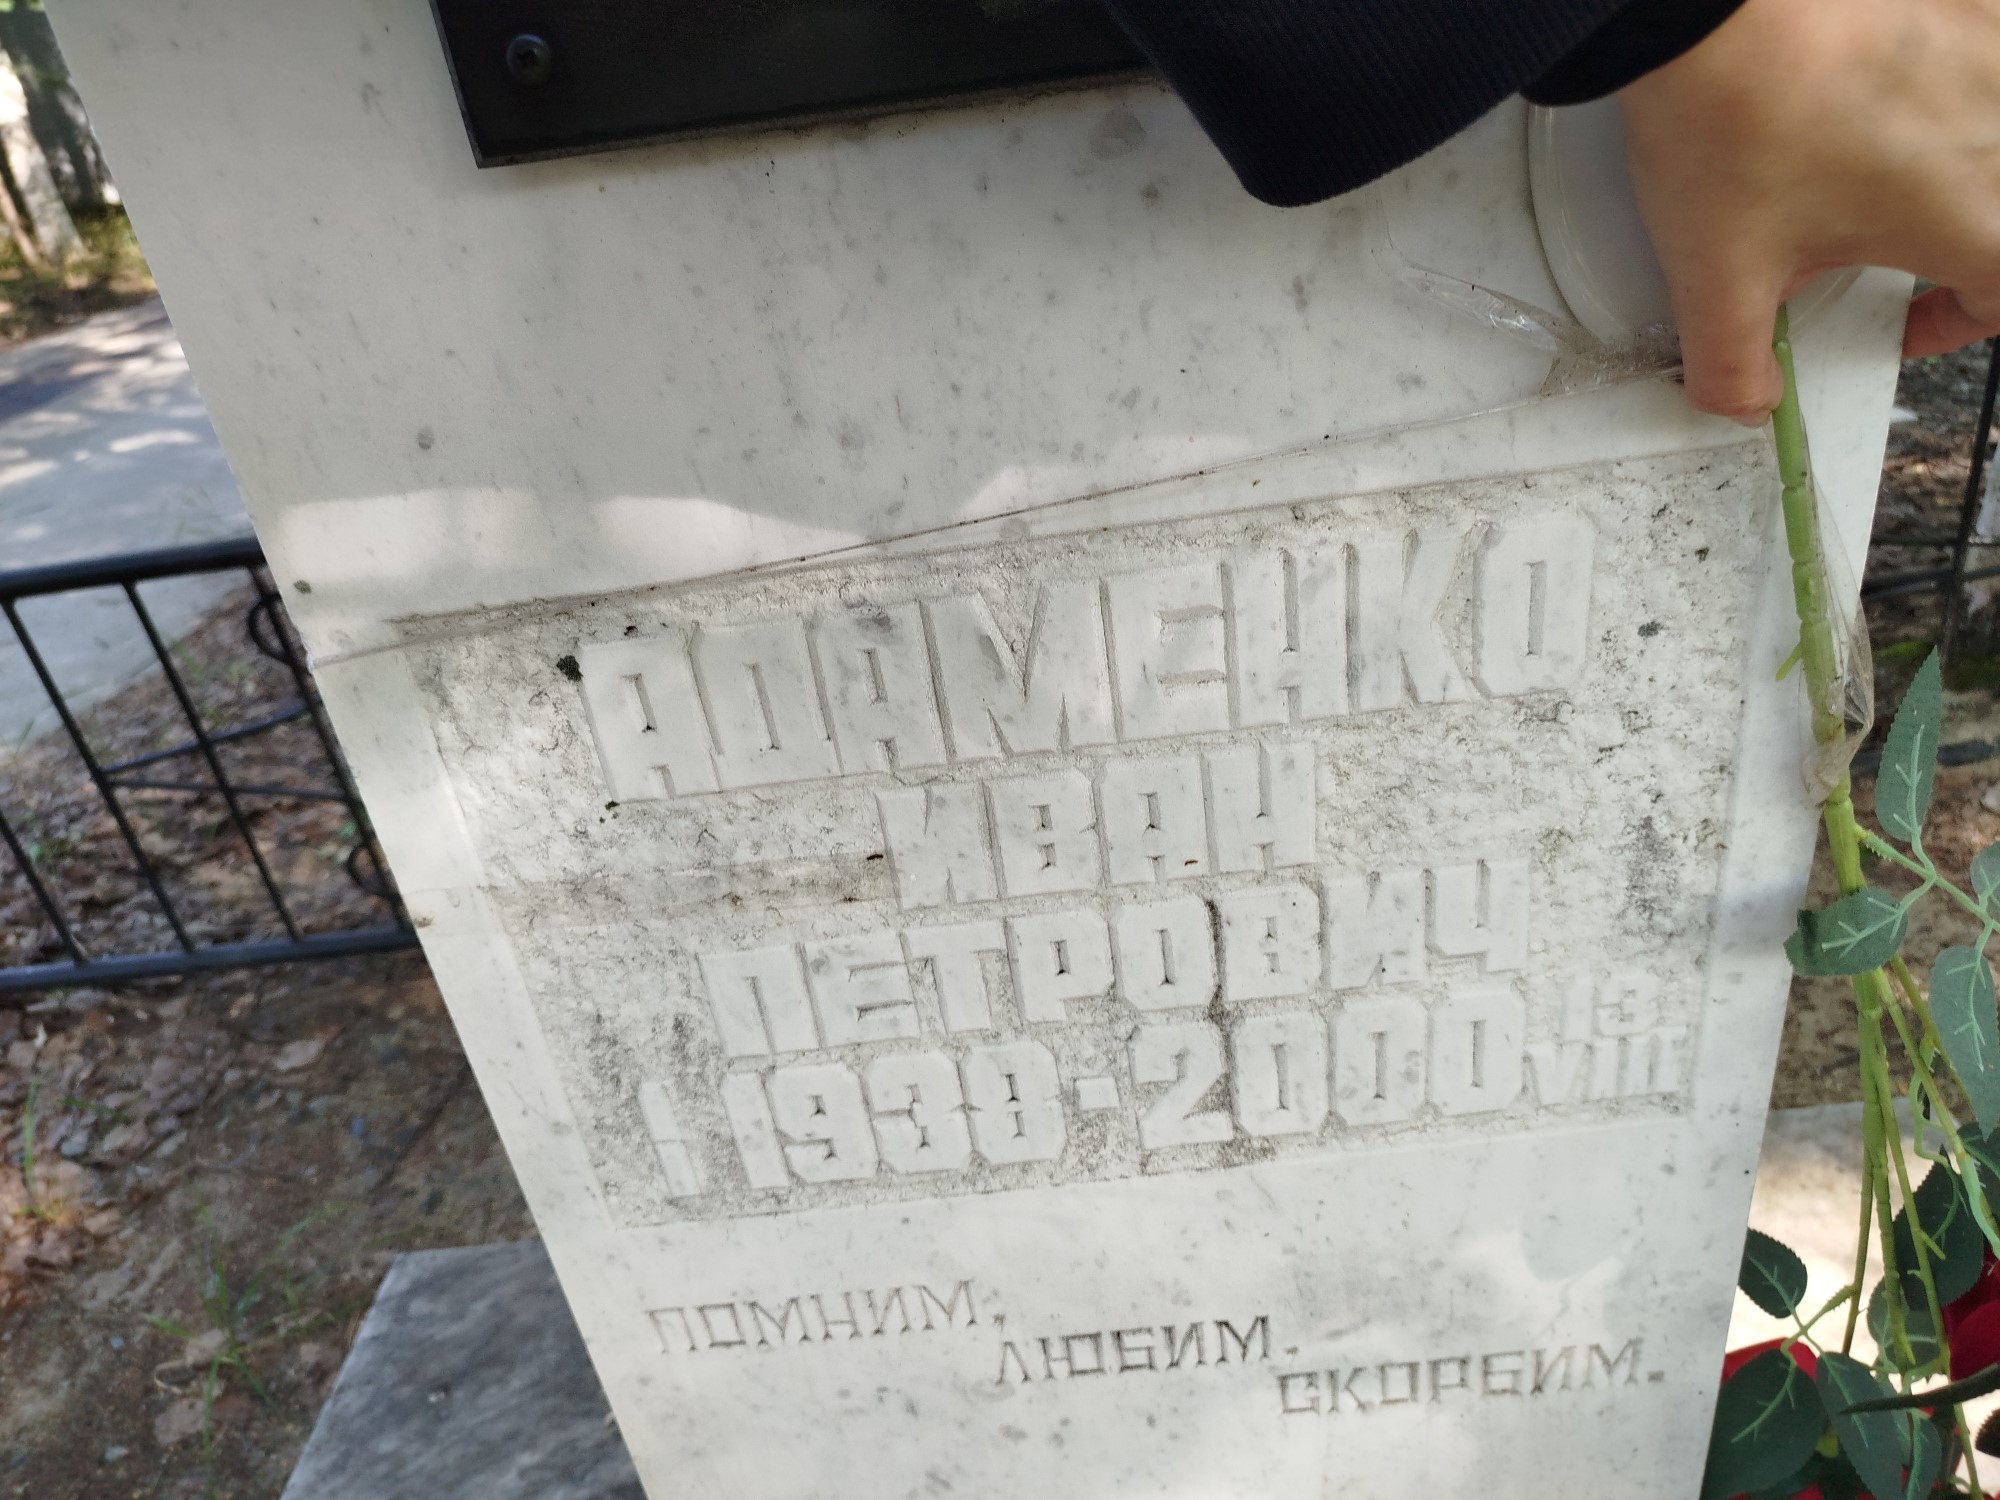 АДАМЕНКО
ИВАН
ПЕТРОВИЧ
1938-2000 13. VIII
ПОМНИМ,
ЛЮБИМ,
СКОРБИМ.